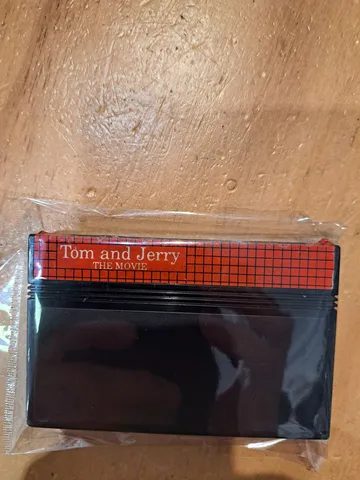 Tom and Jerry
THE MOVIE